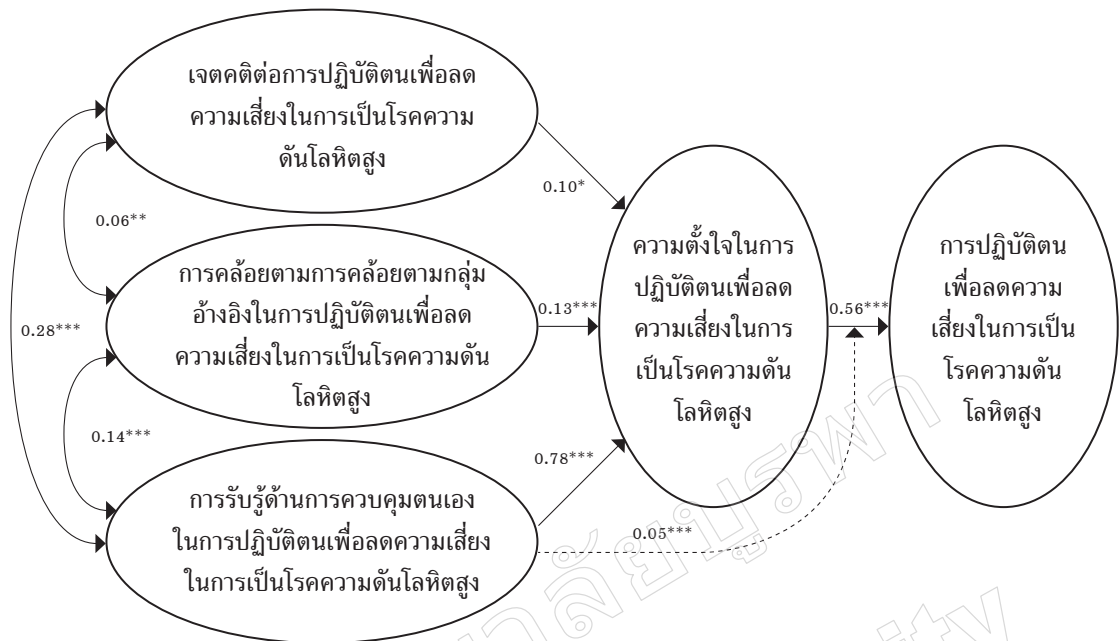 เจตคติต่อการปฏิบัติตนเพื่อลด
ความเสี่ยงในการเป็นโรคความ
ดันโลหิตสูง
0.10*
0.06**
การคล้อยตามการคล้อยตามกลุ่ม
อ้างอิงในการปฏิบัติตนเพื่อลด
ความเสี่ยงในการเป็นโรคความดัน
โลหิตสูง
0.13***
0.28***
0.14***
ความตั้งใจในการ
ปฏิบัติตนเพื่อลด
ความเสี่ยงในการ
เป็นโรคความดัน
โลหิตสูง
0.56***
การปฏิบัติตน
เพื่อลดความ
เสี่ยงในการเป็น
โรคความดัน
โลหิตสูง
0.78***
การรับรู้ด้านการควบคุมตนเอง
ในการปฏิบัติตนเพื่อลดความเสี่ยง
ในการเป็นโรคความดันโลหิตสูง
0.05***